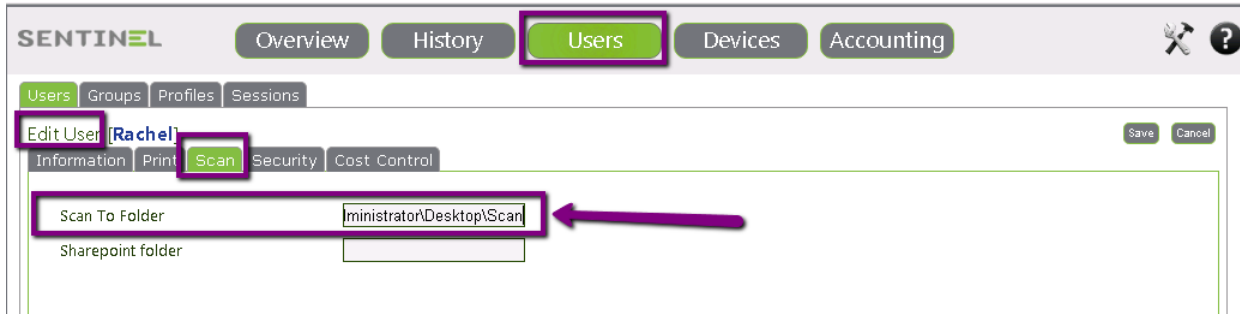 SENTINEL Overview History Users Devices Accounting ?
Users Groups Profiles Sessions
Edit User [Rachel] Save Cancel
Information Print Scan Security Cost Control
Scan To Folder ministrator\Desktop\Scan
Sharepoint folder